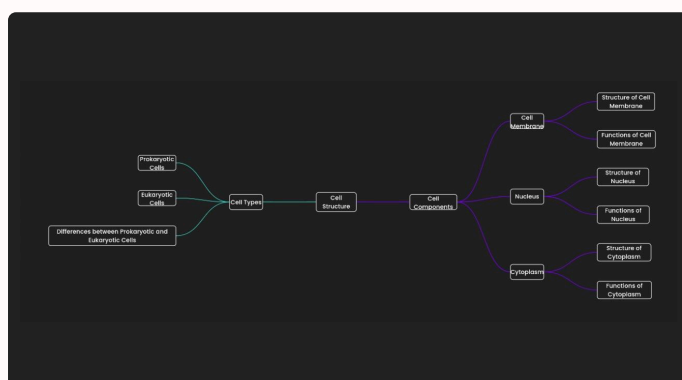 Prokaryotic
Cells
Eukaryotic
Cells
Differences between Prokaryotic and
Eukaryotic Cells
Cell Types
Cell
Structure
Cell
Components
Cell
Membrane
Nucleus
Cytoplasm
Structure of Cell
Membrane
Functions of Cell
Membrane
Structure of
Nucleus
Functions of
Nucleus
Structure of
Cytoplasm
Functions of
Cytoplasm